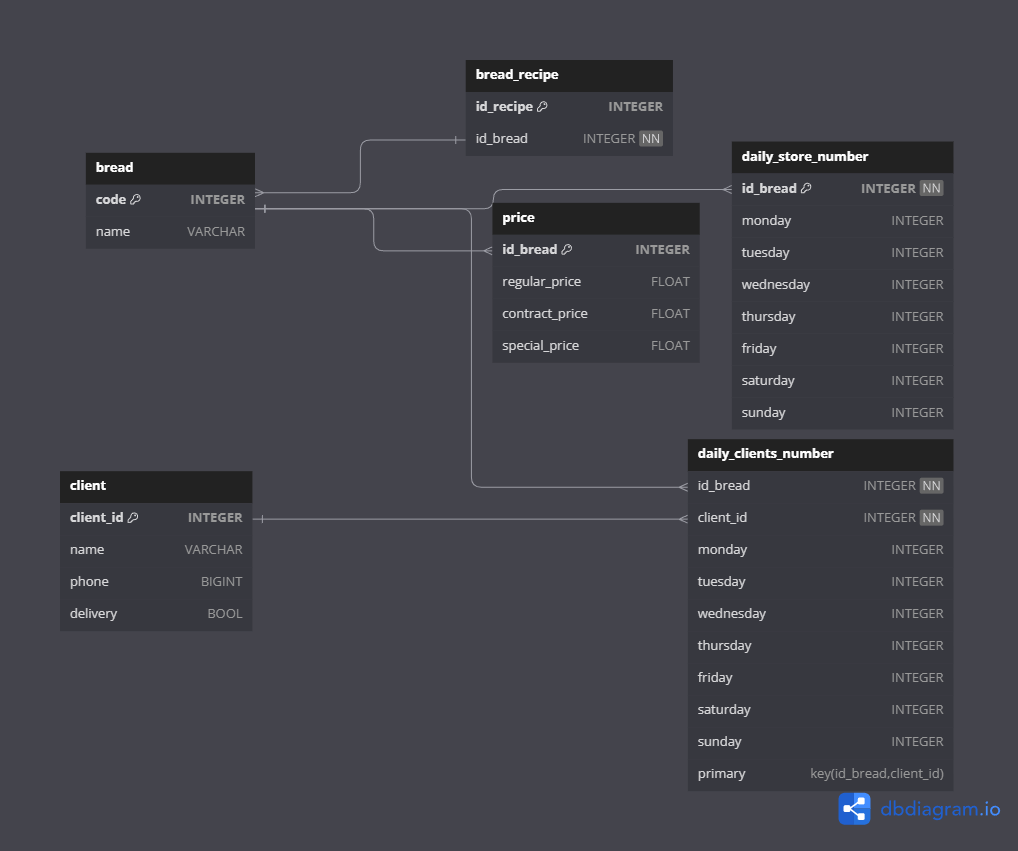 bread_recipe
id_recipe INTEGER
id_bread INTEGER NN
bread
code INTEGER
name VARCHAR
daily_store_number
id_bread INTEGER NN
monday INTEGER
tuesday INTEGER
wednesday INTEGER
thursday INTEGER
friday INTEGER
saturday INTEGER
sunday INTEGER
price
id_bread INTEGER
regular_price FLOAT
contract_price FLOAT
special_price FLOAT
daily_clients_number
id_bread INTEGER NN
client_id INTEGER NN
monday INTEGER
tuesday INTEGER
wednesday INTEGER
thursday INTEGER
friday INTEGER
saturday INTEGER
sunday INTEGER
primary key(id_bread,client_id)
client
client_id INTEGER
name VARCHAR
phone BIGINT
delivery BOOL
dbdiagram.io